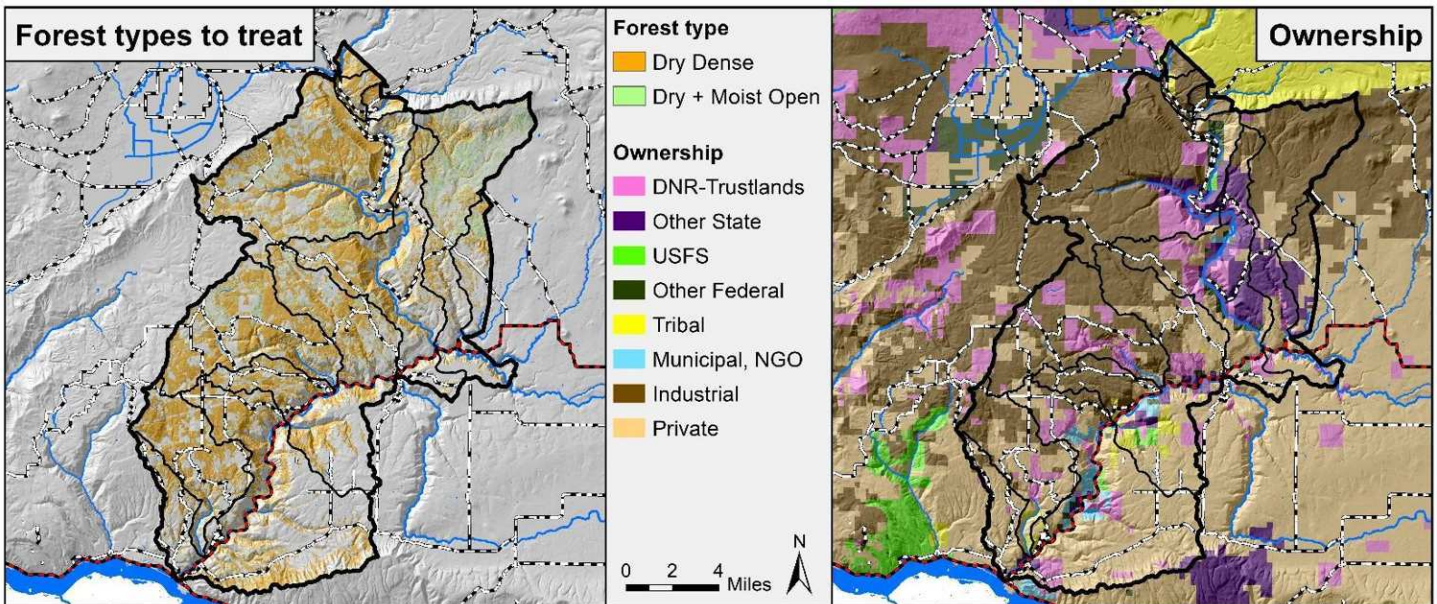 Forest types to treat
Forest type
Dry Dense
Dry + Moist Open
Ownership
DNR-Trustlands
Other State
USFS
Other Federal
Tribal
Municipal, NGO
Industrial
Private
N
0 2 4 Miles
Ownership